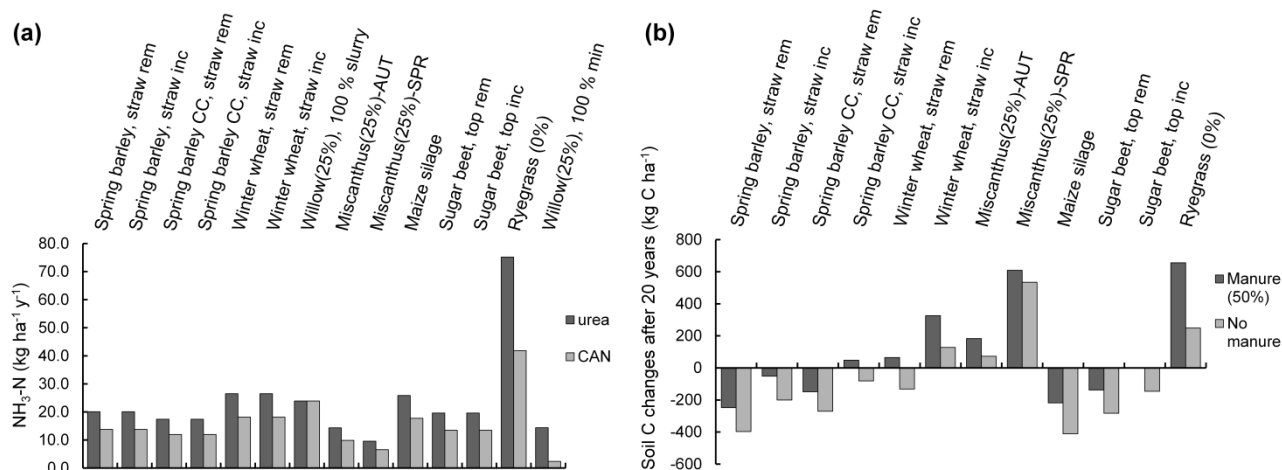 (a)
Spring barley, straw rem
Spring barley, straw inc
Spring barley CC, straw rem
Spring barley CC, straw inc
Winter wheat, straw rem
Winter wheat, straw inc
Willow(25%), 100 % slurry
Miscanthus(25%)-AUT
Miscanthus(25%)-SPR
Maize silage
Sugar beet, top rem
Sugar beet, top inc
Ryegrass (0%)
Willow(25%), 100 % min
NH₃-N (kg ha⁻¹ y⁻¹)
80.0
70.0
60.0
50.0
40.0
30.0
20.0
10.0
0.0
urea
CAN
(b)
Spring barley, straw rem
Spring barley, straw inc
Spring barley CC, straw rem
Spring barley CC, straw inc
Winter wheat, straw rem
Winter wheat, straw inc
Miscanthus(25%)-AUT
Miscanthus(25%)-SPR
Maize silage
Sugar beet, top rem
Sugar beet, top inc
Ryegrass (0%)
Soil C changes after 20 years (kg C ha⁻¹)
800
600
400
200
0
-200
-400
-600
Manure
(50%)
No
manure